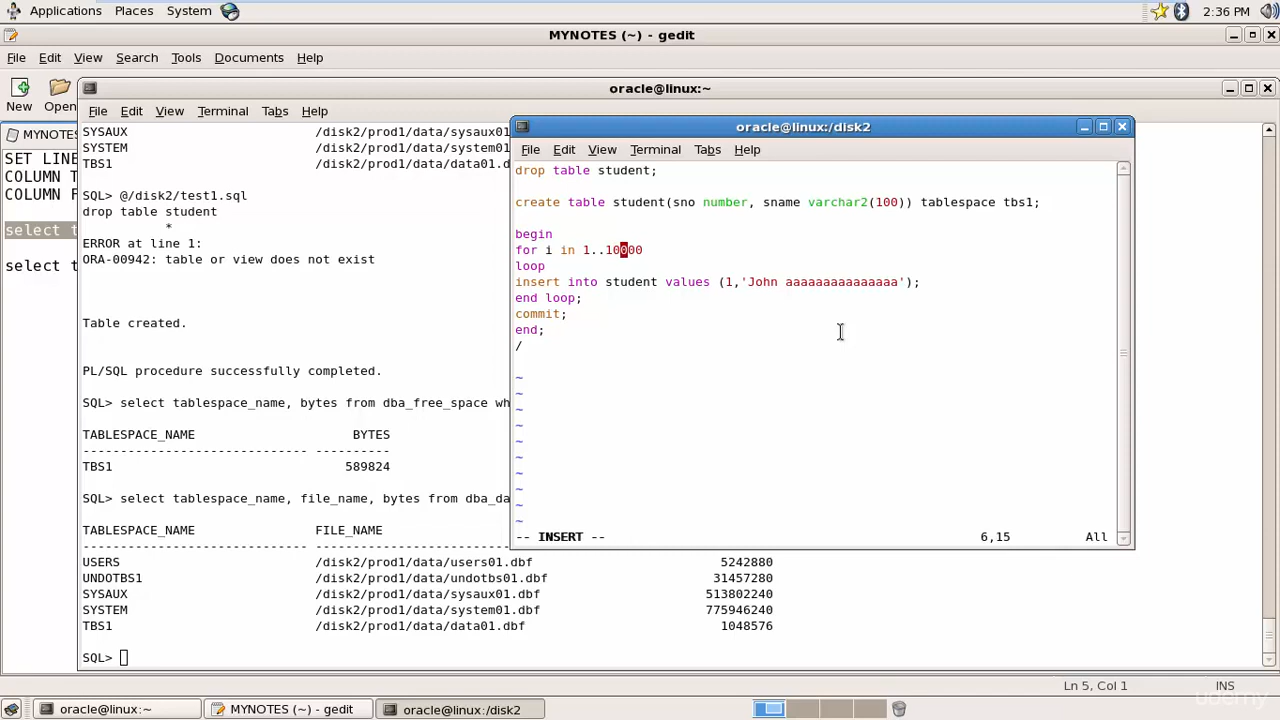 Applications Places System 2:36 PM
MYNOTES (~) - gedit
File Edit View Search Tools Documents Help
New Open
MYNOTES
SET LINE
COLUMN T
COLUMN F
select t
select t
oracle@linux:~
File Edit View Terminal Tabs Help
SYSAUX /disk2/prod1/data/sysaux01
SYSTEM /disk2/prod1/data/system01
TBS1 /disk2/prod1/data/data01.d
SQL> @/disk2/test1.sql
drop table student
*
ERROR at line 1:
ORA-00942: table or view does not exist
Table created.
PL/SQL procedure successfully completed.
SQL> select tablespace_name, bytes from dba_free_space wh
TABLESPACE_NAME BYTES
------------------------------ ----------
TBS1 589824
SQL> select tablespace_name, file_name, bytes from dba_da
TABLESPACE_NAME FILE_NAME
------------------------------ -------------------------
USERS /disk2/prod1/data/users01.dbf 5242880
UNDOTBS1 /disk2/prod1/data/undotbs01.dbf 31457280
SYSAUX /disk2/prod1/data/sysaux01.dbf 513802240
SYSTEM /disk2/prod1/data/system01.dbf 775946240
TBS1 /disk2/prod1/data/data01.dbf 1048576
SQL>
oracle@linux:/disk2
File Edit View Terminal Tabs Help
drop table student;
create table student(sno number, sname varchar2(100)) tablespace tbs1;
begin
for i in 1..10000
loop
insert into student values (1,'John aaaaaaaaaaaaaaa');
end loop;
commit;
end;
/
~
~
~
~
~
~
~
~
~
~
-- INSERT -- 6,15 All
Ln 5, Col 1 INS
udemy
oracle@linux:~ MYNOTES (~) - gedit oracle@linux:/disk2